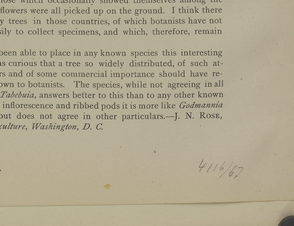 those which occasionally showed themselves among the
flowers were all picked up on the ground. I think there
y trees in those countries, of which botanists have not
ily to collect specimens, and which, therefore, remain
been able to place in any known species this interesting
as curious that a tree so widely distributed, of such at-
rs and of some commercial importance should have re-
own to botanists. The species, while not agreeing in all
Tabebuia, answers better to this than to any other known
inflorescence and ribbed pods it is more like Godmannia
but does not agree in other particulars.—J. N. Rose,
culture, Washington, D. C.
4116/67